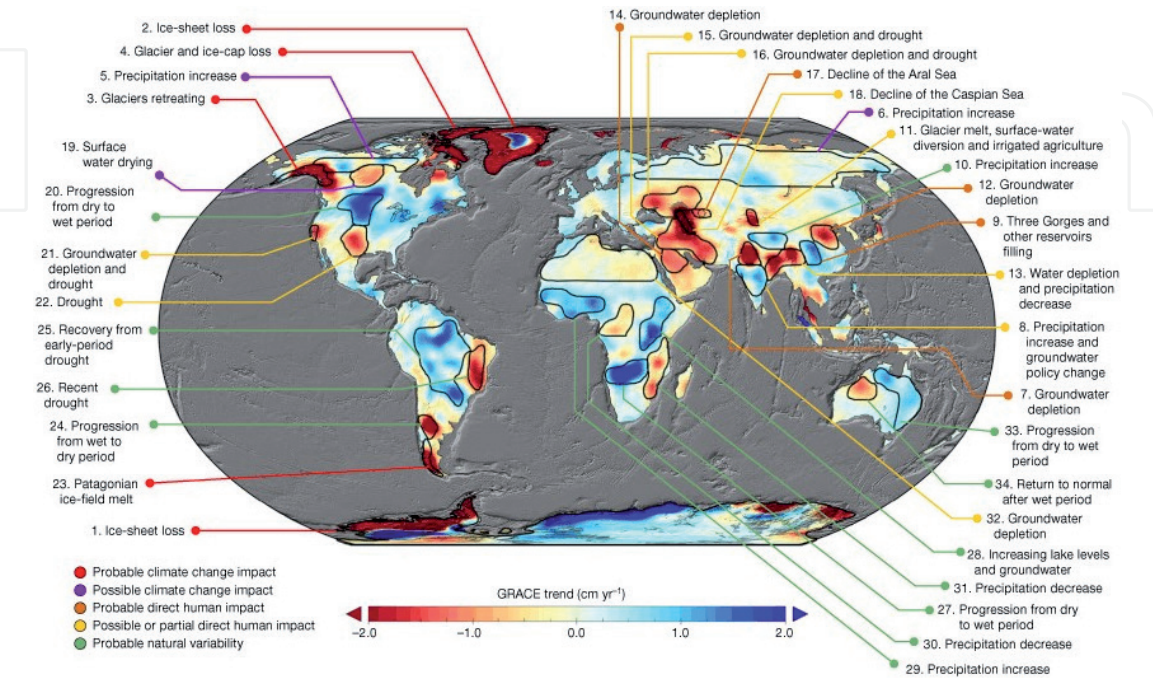 2. Ice-sheet loss
4. Glacier and ice-cap loss
5. Precipitation increase
3. Glaciers retreating
19. Surface
water drying
20. Progression
from dry to
wet period
21. Groundwater
depletion and
drought
22. Drought
25. Recovery from
early-period
drought
26. Recent
drought
24. Progression
from wet to
dry period
23. Patagonian
ice-field melt
1. Ice-sheet loss
14. Groundwater depletion
15. Groundwater depletion and drought
16. Groundwater depletion and drought
17. Decline of the Aral Sea
18. Decline of the Caspian Sea
6. Precipitation increase
11. Glacier melt, surface-water
diversion and irrigated agriculture
10. Precipitation increase
12. Groundwater
depletion
9. Three Gorges and
other reservoirs
filling
13. Water depletion
and precipitation
decrease
8. Precipitation
increase and
groundwater
policy change
7. Groundwater
depletion
33. Progression
from dry to wet
period
34. Return to normal
after wet period
32. Groundwater
depletion
28. Increasing lake levels
and groundwater
31. Precipitation decrease
27. Progression from dry
to wet period
30. Precipitation decrease
29. Precipitation increase
Probable climate change impact
Possible climate change impact
Probable direct human impact
Possible or partial direct human impact
Probable natural variability
GRACE trend (cm yr⁻¹)
−2.0 −1.0 0.0 1.0 2.0